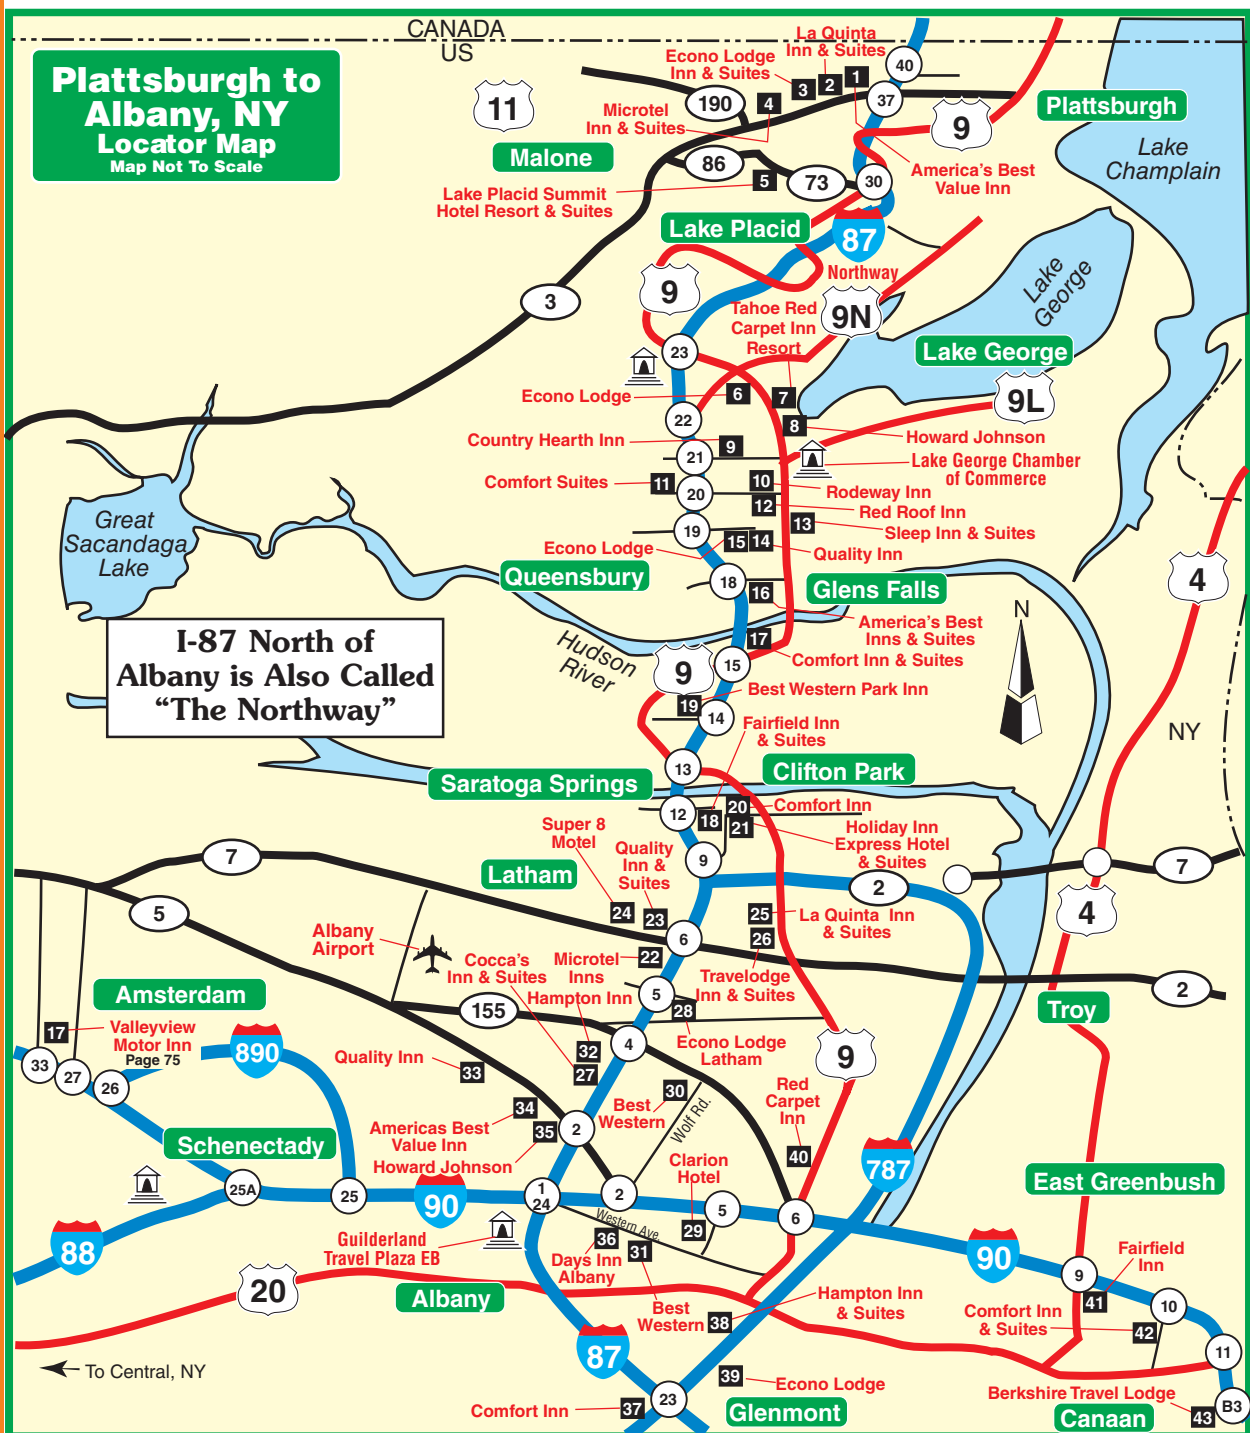 CANADA
US
Plattsburgh to
Albany, NY
Locator Map
Map Not To Scale
11
190
Econo Lodge
Inn & Suites
La Quinta
Inn & Suites
3
2
1
40
37
4
Microtel
Inn & Suites
9
Plattsburgh
Malone
86
73
5
30
America's Best
Value Inn
Lake
Champlain
Lake Placid Summit
Hotel Resort & Suites
Lake Placid
87
Northway
9
3
9N
Lake
George
Tahoe Red
Carpet Inn
Resort
23
Lake George
Econo Lodge
6
7
9L
22
8
Howard Johnson
Country Hearth Inn
9
21
Lake George Chamber
of Commerce
Comfort Suites
11
10
20
Rodeway Inn
12
Red Roof Inn
Great
Sacandaga
Lake
19
13
Sleep Inn & Suites
Econo Lodge
15
14
Quality Inn
Queensbury
18
Glens Falls
4
16
America's Best
Inns & Suites
N
I-87 North of
Albany is Also Called
“The Northway”
Hudson
River
17
Comfort Inn & Suites
9
15
Best Western Park Inn
19
14
Fairfield Inn
& Suites
NY
13
Clifton Park
Saratoga Springs
12
18
20
Comfort Inn
21
Holiday Inn
Express Hotel
& Suites
Super 8
Motel
Quality
Inn &
Suites
9
7
Latham
2
7
5
24
23
25
La Quinta Inn
& Suites
4
Albany
Airport
6
26
22
Cocca's
Inn & Suites
Microtel
Inns
Travelodge
Inn & Suites
Amsterdam
Hampton Inn
5
2
155
28
Troy
17
Valleyview
Motor Inn
Page 75
890
Quality Inn
33
32
27
4
Econo Lodge
Latham
9
33
27
26
34
Best
Western
30
Wolf Rd.
Red
Carpet
Inn
Americas Best
Value Inn
35
2
Howard Johnson
40
787
Schenectady
Clarion
Hotel
East Greenbush
25A
25
90
1
24
2
5
6
Western Ave.
29
88
Guilderland
Travel Plaza EB
36
31
Days Inn
Albany
90
Fairfield
Inn
9
20
Albany
41
10
Best
Western
38
Hampton Inn
& Suites
Comfort Inn
& Suites
42
87
11
To Central, NY
39
Econo Lodge
Comfort Inn
37
23
Glenmont
Berkshire Travel Lodge
43
B3
Canaan